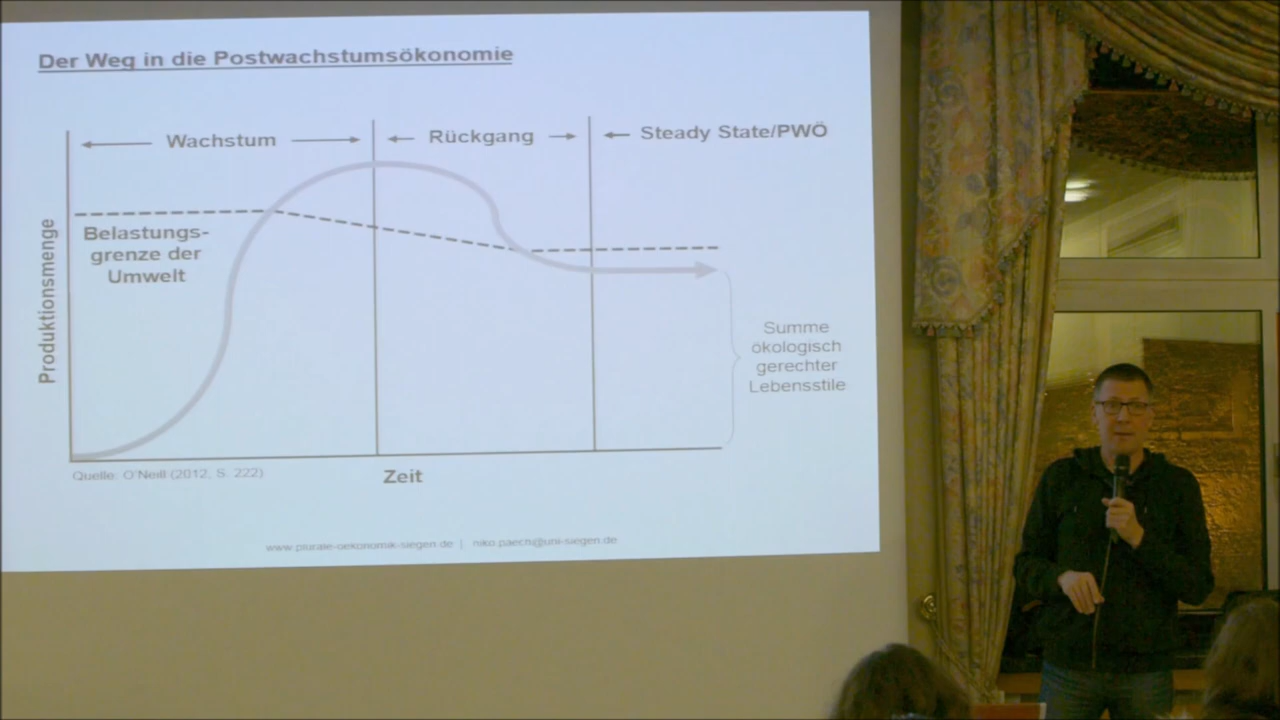 Der Weg in die Postwachstumsökonomie
Wachstum
Rückgang
Steady State/PWÖ
Belastungs-
grenze der
Umwelt
Produktionsmenge
Summe
ökologisch
gerechter
Lebensstile
Quelle: O'Neill (2012, S. 222)
Zeit
www.plurale-oekonomik-siegen.de | niko.paech@uni-siegen.de